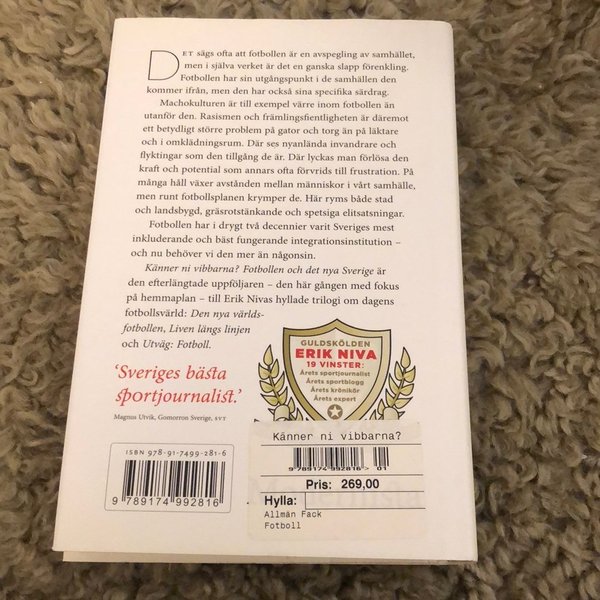 DET sägs ofta att fotbollen är en avspegling av samhället,
men i själva verket är det en ganska slapp förenkling.
Fotbollen har sin utgångspunkt i de samhällen den
kommer ifrån, men den har också sina specifika särdrag.
Machokulturen är till exempel värre inom fotbollen än
utanför den. Rasismen och främlingsfientligheten är däremot
ett betydligt större problem på gator och torg än på läktare
och i omklädningsrum. Där ses nyanlända invandrare och
flyktingar som den tillgång de är. Där lyckas man förlösa den
kraft och potential som annars ofta förvrids till frustration. På
många håll växer avstånden mellan människor i vårt samhälle,
men runt fotbollsplanen krymper de. Här ryms både stad
och landsbygd, gräsrotstänkande och spetsiga elitsatsningar.
Fotbollen har i drygt två decennier varit Sveriges mest
inkluderande och bäst fungerande integrationsinstitution –
och nu behöver vi den mer än någonsin.
Känner ni vibbarna? Fotbollen och det nya Sverige är
den efterlängtade uppföljaren – den här gången med fokus
på hemmaplan – till Erik Nivas hyllade trilogi om dagens
fotbollsvärld: Den nya världs-
fotbollen, Liven längs linjen
och Utväg: Fotboll.
'Sveriges bästa
sportjournalist.'
Magnus Utvik, Gomorron Sverige, SVT
GULDSKÖLDEN
ERIK NIVA
19 VINSTER:
Årets sportjournalist
Årets sportblogg
Årets krönikör
Årets expert
ISBN 978-91-7499-281-6
9 789174 992816
Känner ni vibbarna?
9 789174 992816 > 01
Pris: 269,00
Hylla:
Allmän Fack
Fotboll